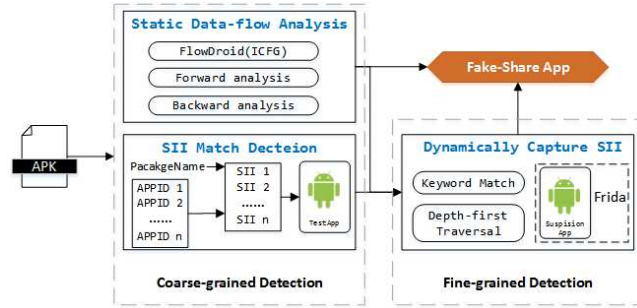 Static Data-flow Analysis
FlowDroid(ICFG)
Forward analysis
Backward analysis
Fake-Share App
APK
SII Match Decteion
PacakgeName
APPID 1
APPID 2
......
APPID n
SII 1
SII 2
......
SII n
TestApp
Dynamically Capture SII
Keyword Match
Depth-first
Traversal
Suspision
App
Frida
Coarse-grained Detection
Fine-grained Detection